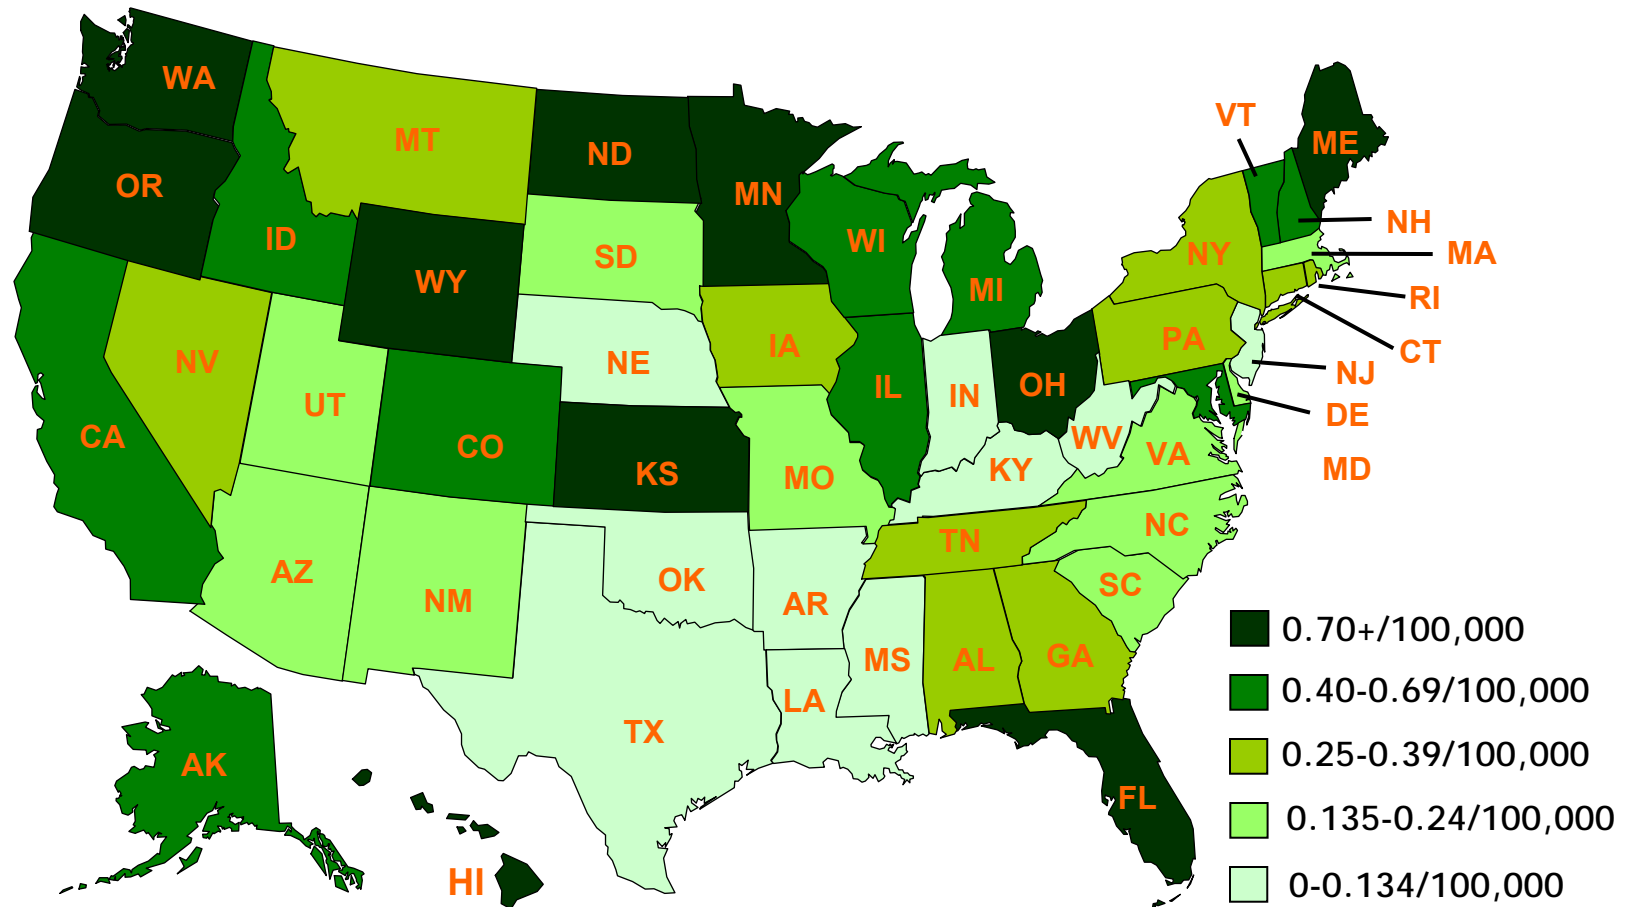 WA
VT
MT
ME
ND
OR
MN
NH
ID
WI
MA
NY
SD
WY
MI
RI
PA
IA
CT
NV
NE
NJ
OH
IL
IN
UT
DE
CA
WV
CO
VA
KY
MD
KS
MO
NC
TN
AZ
OK
SC
NM
AR
0.70+/100,000
GA
MS
AL
0.40-0.69/100,000
LA
TX
0.25-0.39/100,000
AK
FL
0.135-0.24/100,000
HI
0-0.134/100,000